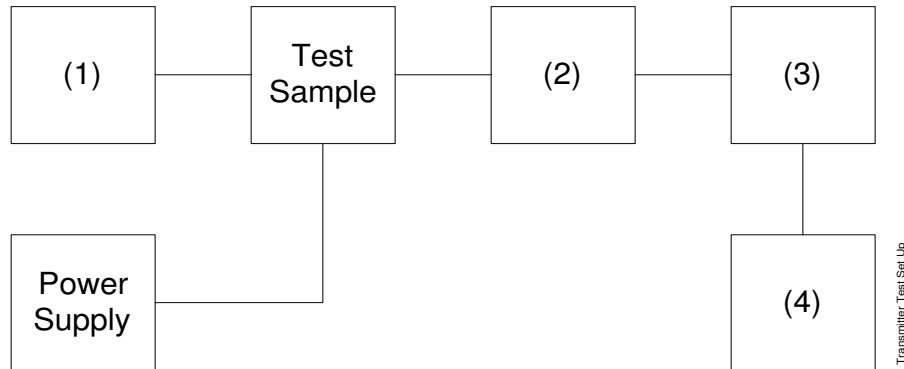 (1)
Test
Sample
(2)
(3)
Power
Supply
(4)
Transmitter Test Set Up